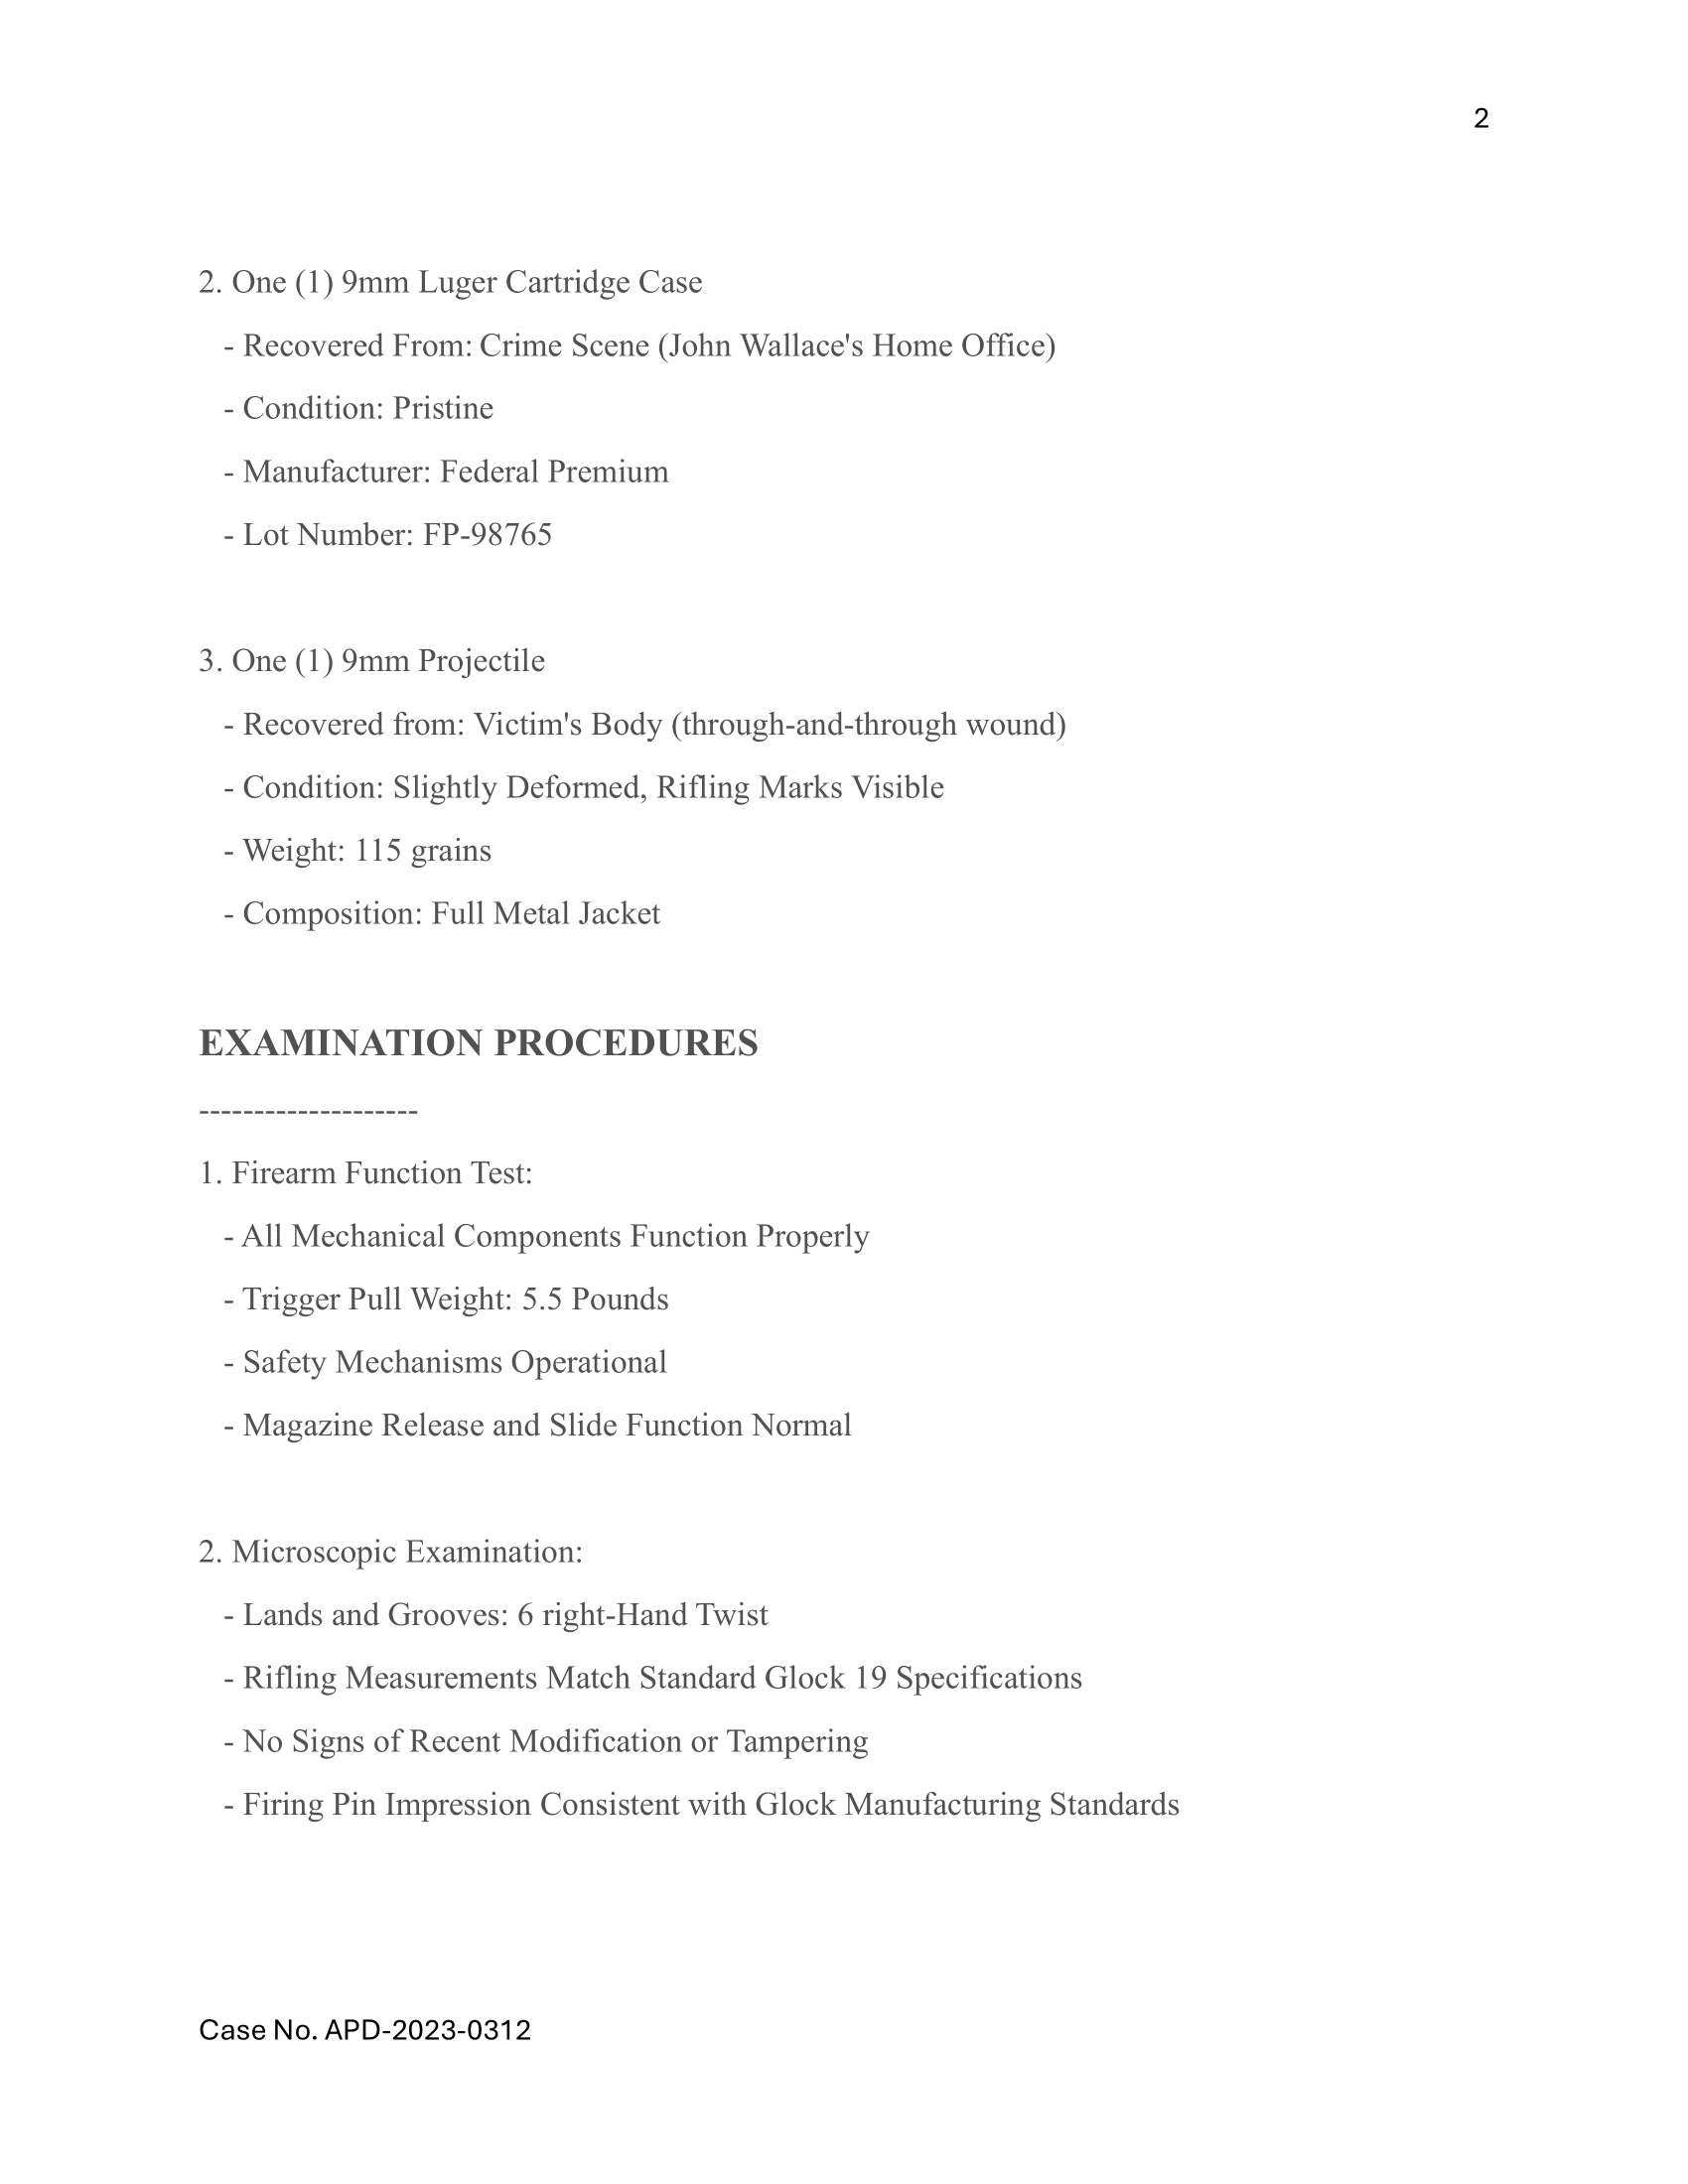 2
2. One (1) 9mm Luger Cartridge Case
- Recovered From: Crime Scene (John Wallace's Home Office)
- Condition: Pristine
- Manufacturer: Federal Premium
- Lot Number: FP-98765
3. One (1) 9mm Projectile
- Recovered from: Victim's Body (through-and-through wound)
- Condition: Slightly Deformed, Rifling Marks Visible
- Weight: 115 grains
- Composition: Full Metal Jacket
EXAMINATION PROCEDURES
--------------------
1. Firearm Function Test:
- All Mechanical Components Function Properly
- Trigger Pull Weight: 5.5 Pounds
- Safety Mechanisms Operational
- Magazine Release and Slide Function Normal
2. Microscopic Examination:
- Lands and Grooves: 6 right-Hand Twist
- Rifling Measurements Match Standard Glock 19 Specifications
- No Signs of Recent Modification or Tampering
- Firing Pin Impression Consistent with Glock Manufacturing Standards
Case No. APD-2023-0312